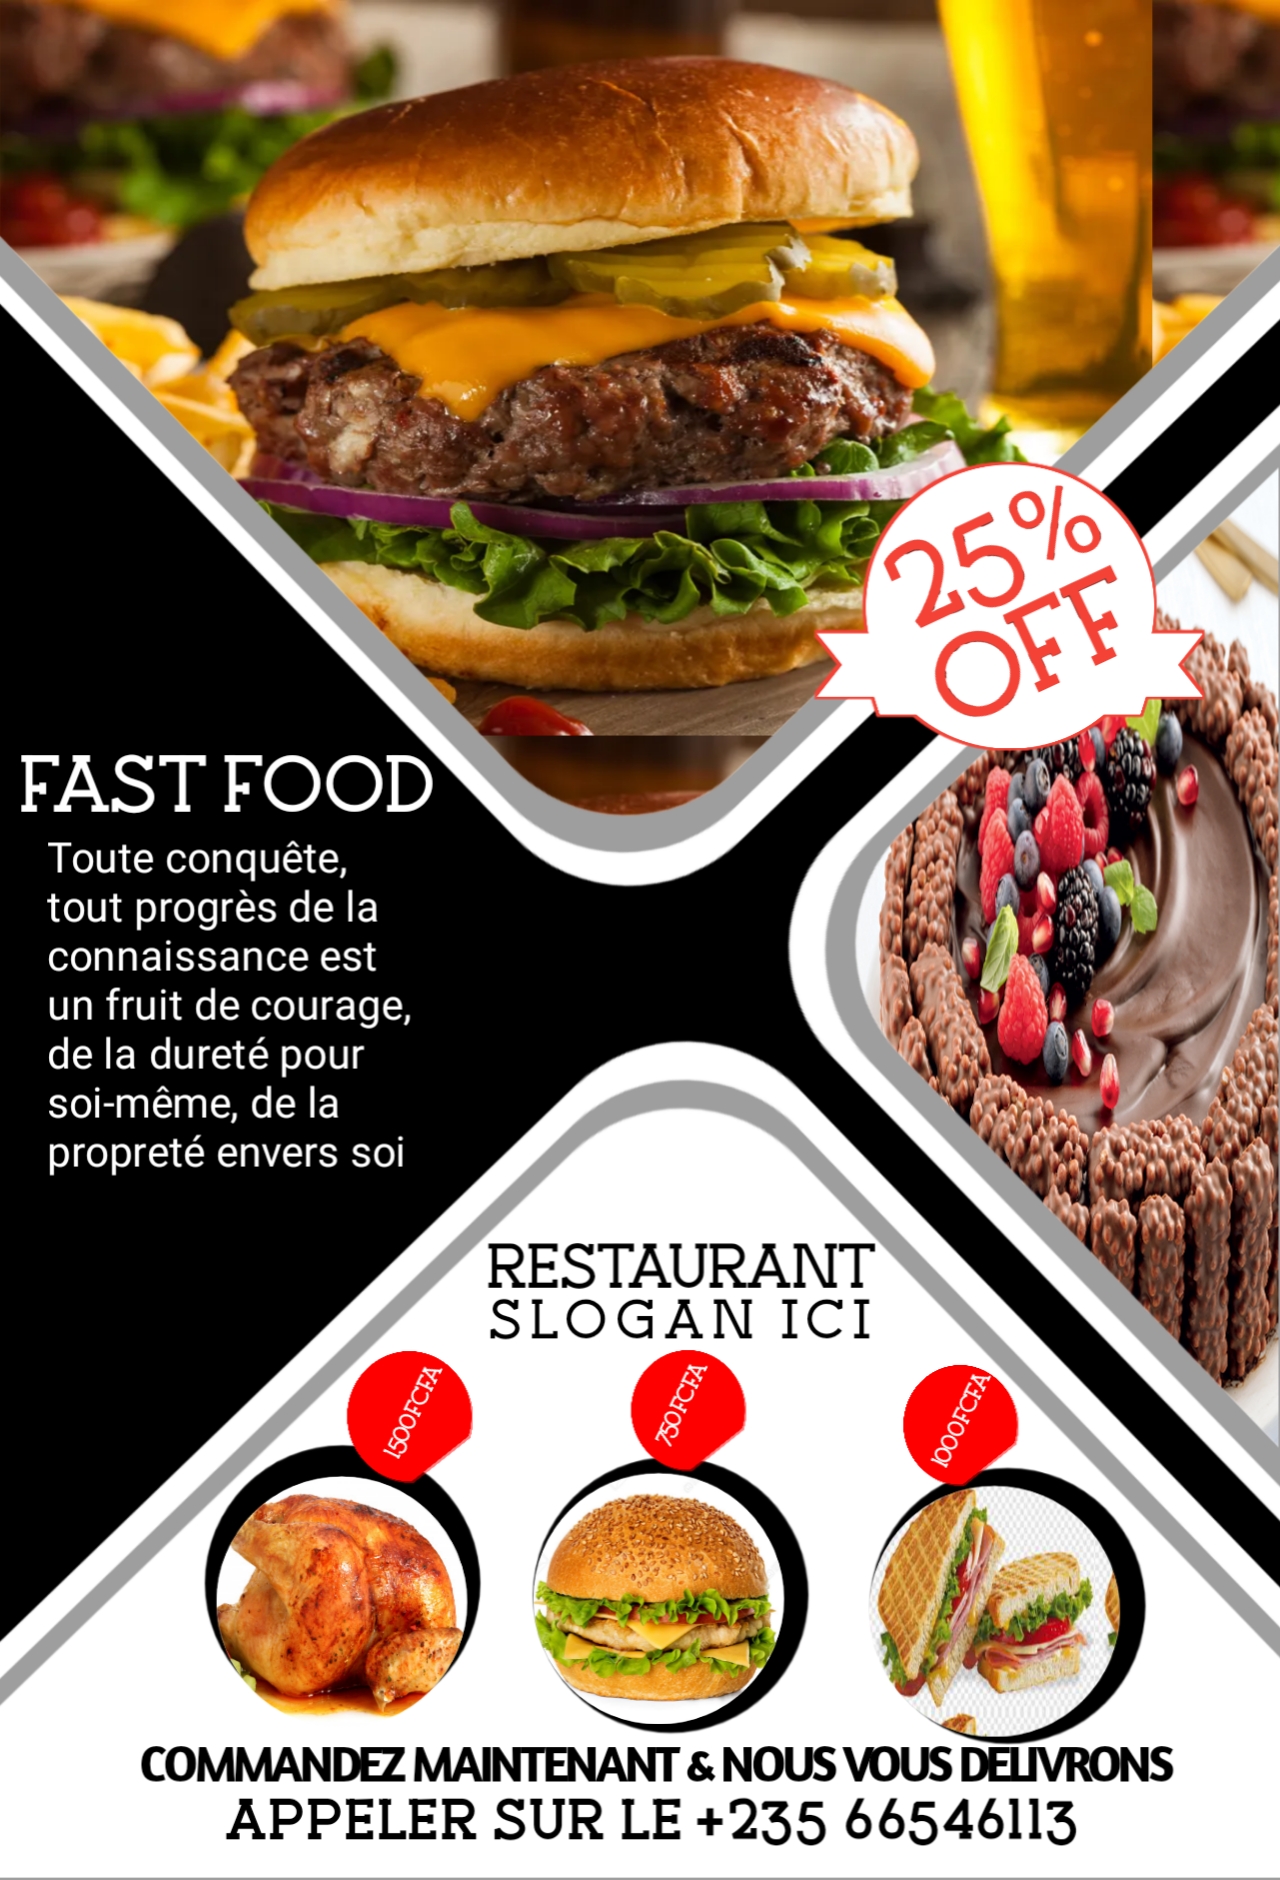 25%
OFF
FAST FOOD
Toute conquête,
tout progrès de la
connaissance est
un fruit de courage,
de la dureté pour
soi-même, de la
propreté envers soi
RESTAURANT
SLOGAN ICI
1500FCFA
750FCFA
1000FCFA
COMMANDEZ MAINTENANT & NOUS VOUS DELIVRONS
APPELER SUR LE +235 66546113